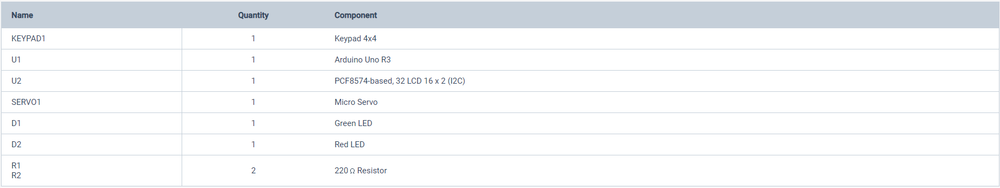 Name Quantity Component
KEYPAD1 1 Keypad 4x4
U1 1 Arduino Uno R3
U2 1 PCF8574-based, 32 LCD 16 x 2 (I2C)
SERVO1 1 Micro Servo
D1 1 Green LED
D2 1 Red LED
R1
R2 2 220 Ω Resistor